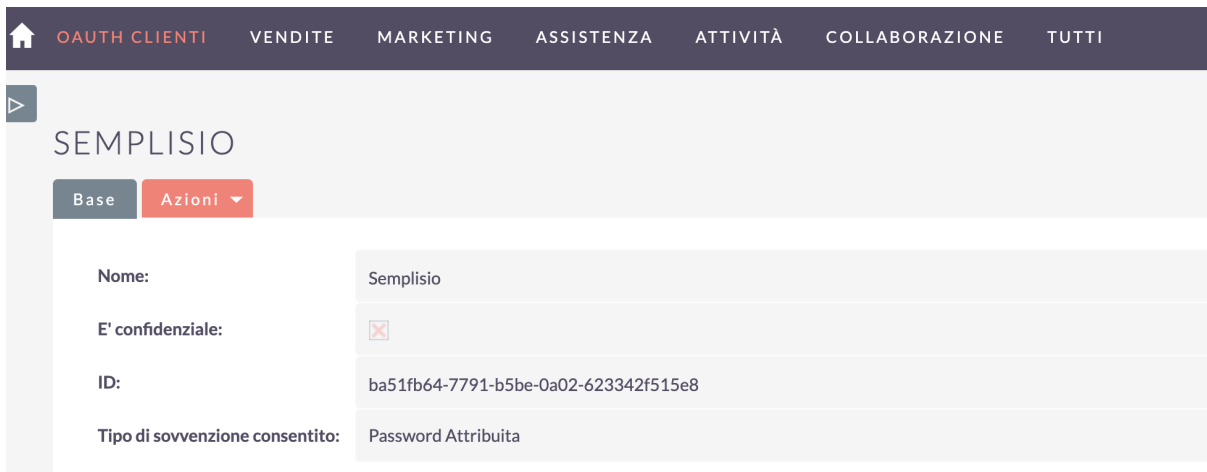 OAUTH CLIENTI VENDITE MARKETING ASSISTENZA ATTIVITÀ COLLABORAZIONE TUTTI
SEMPLISIO
Base Azioni
Nome: Semplisio
E' confidenziale:
ID: ba51fb64-7791-b5be-0a02-623342f515e8
Tipo di sovvenzione consentito: Password Attribuita